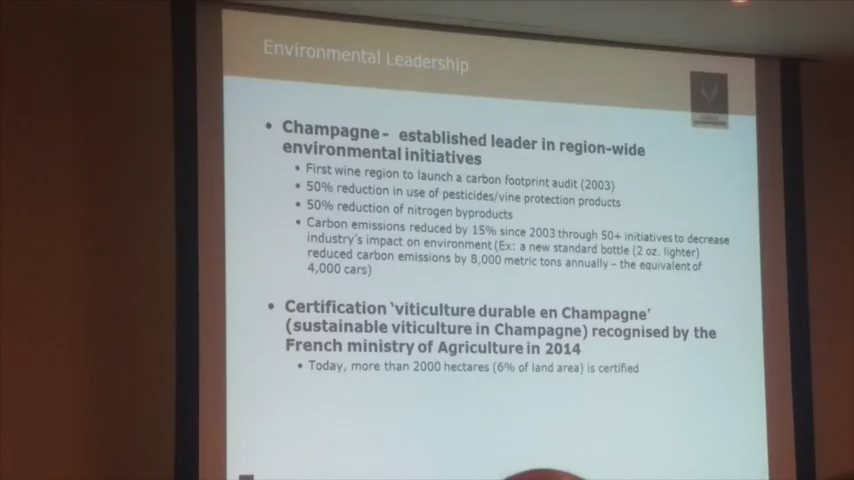 Environmental Leadership
• Champagne - established leader in region-wide
environmental initiatives
• First wine region to launch a carbon footprint audit (2003)
• 50% reduction in use of pesticides/vine protection products
• 50% reduction of nitrogen byproducts
• Carbon emissions reduced by 15% since 2003 through 50+ initiatives to decrease
industry's impact on environment (Ex: a new standard bottle (2 oz. lighter)
reduced carbon emissions by 8,000 metric tons annually – the equivalent of
4,000 cars)
• Certification 'viticulture durable en Champagne'
(sustainable viticulture in Champagne) recognised by the
French ministry of Agriculture in 2014
• Today, more than 2000 hectares (6% of land area) is certified